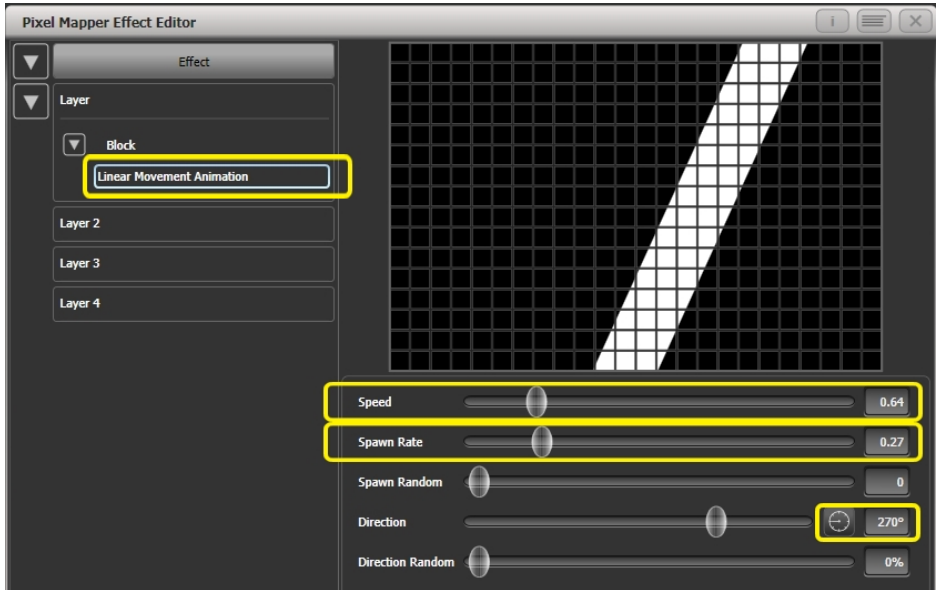 Pixel Mapper Effect Editor
i
Effect
Layer
Block
Linear Movement Animation
Layer 2
Layer 3
Layer 4
Speed 0.64
Spawn Rate 0.27
Spawn Random 0
Direction 270°
Direction Random 0%